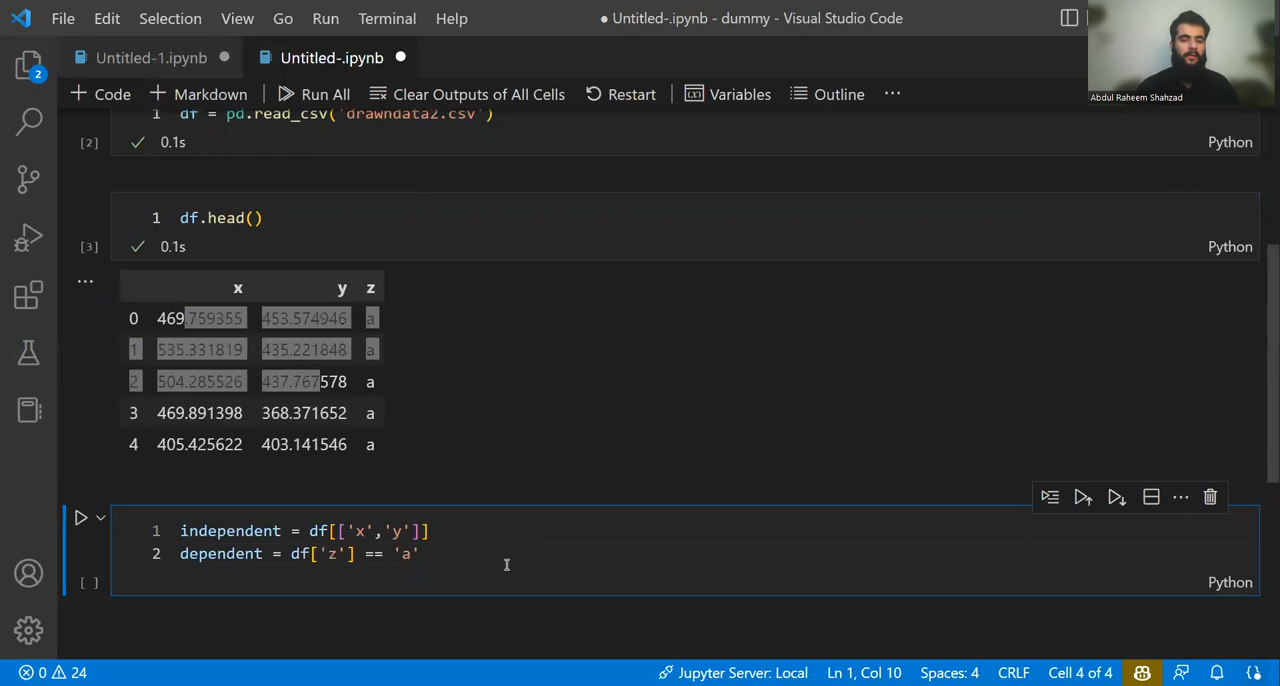 File Edit Selection View Go Run Terminal Help ● Untitled-.ipynb - dummy - Visual Studio Code
Abdul Raheem Shahzad
Untitled-1.ipynb Untitled-.ipynb
+ Code + Markdown Run All Clear Outputs of All Cells Restart Variables Outline ...
2
1 df = pd.read_csv('drawndata2.csv')
[2] ✓ 0.1s Python
1 df.head()
[3] ✓ 0.1s Python
... x y z
0 469.759355 453.574946 a
1 535.331819 435.221848 a
2 504.285526 437.767578 a
3 469.891398 368.371652 a
4 405.425622 403.141546 a
1 independent = df[['x','y']]
2 dependent = df['z'] == 'a'
[ ] Python
0 24 Jupyter Server: Local Ln 1, Col 10 Spaces: 4 CRLF Cell 4 of 4